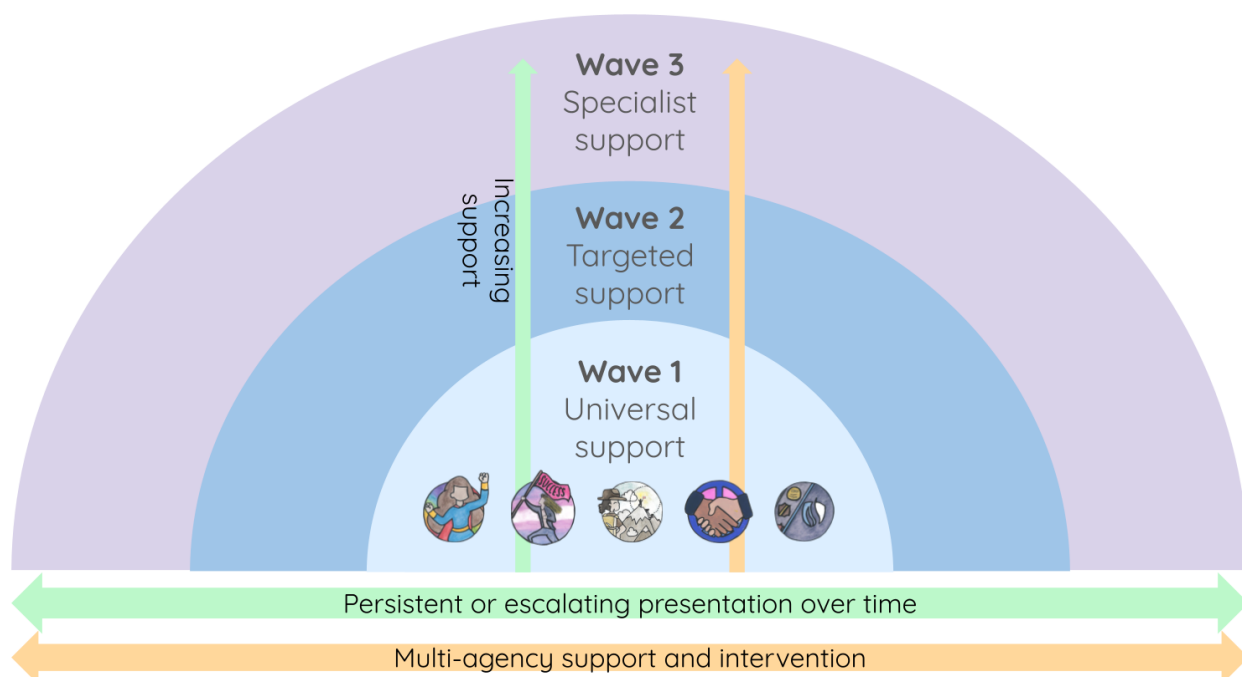 Wave 3
Specialist
support
Increasing
support
Wave 2
Targeted
support
Wave 1
Universal
support
SUCCESS
Persistent or escalating presentation over time
Multi-agency support and intervention